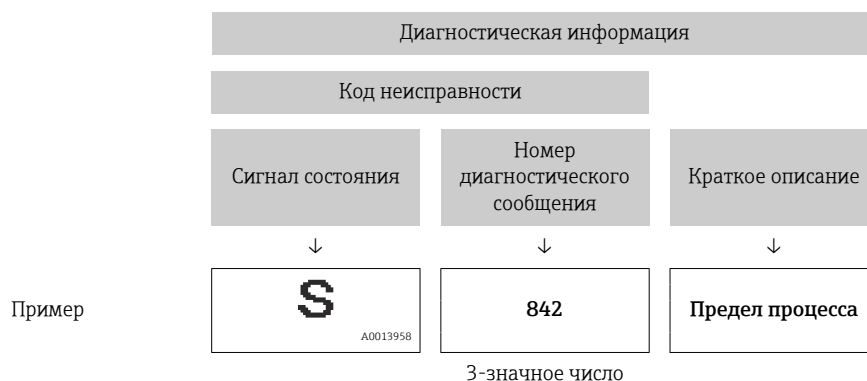 Диагностическая информация
Код неисправности
Сигнал состояния
Номер
диагностического
сообщения
Краткое описание
↓ ↓ ↓
Пример
S
A0013958
842
Предел процесса
3-значное число